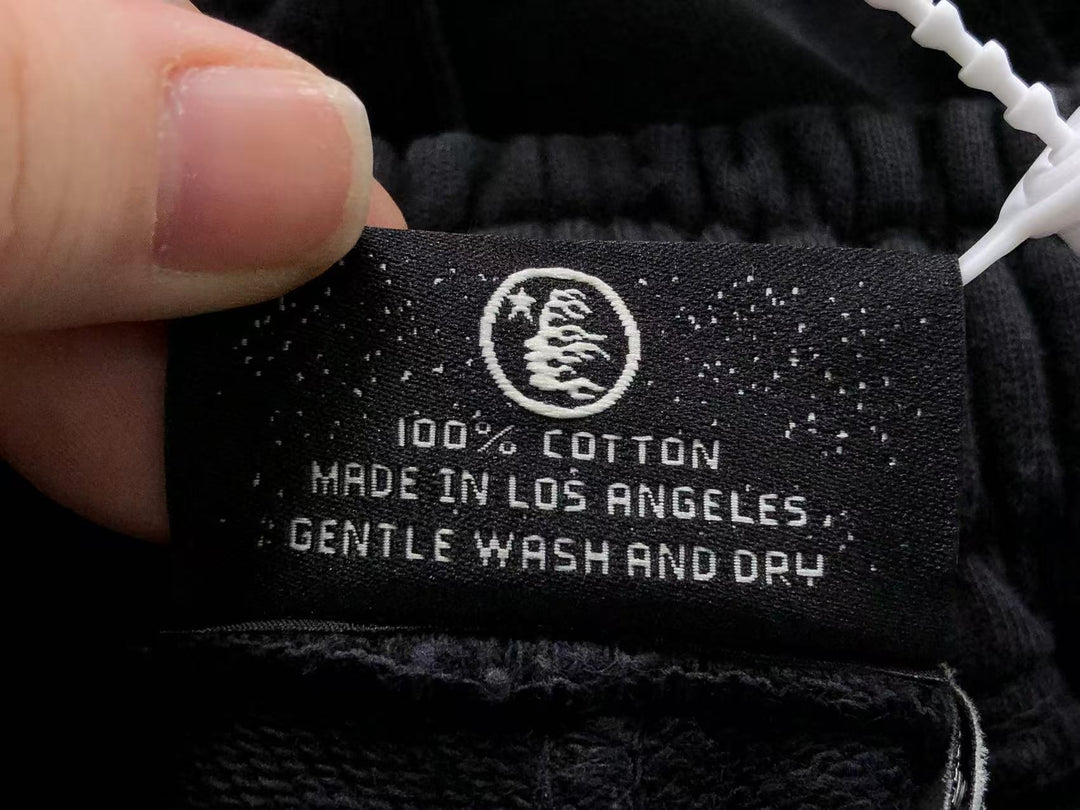 100% COTTON
MADE IN LOS ANGELES
GENTLE WASH AND DRY